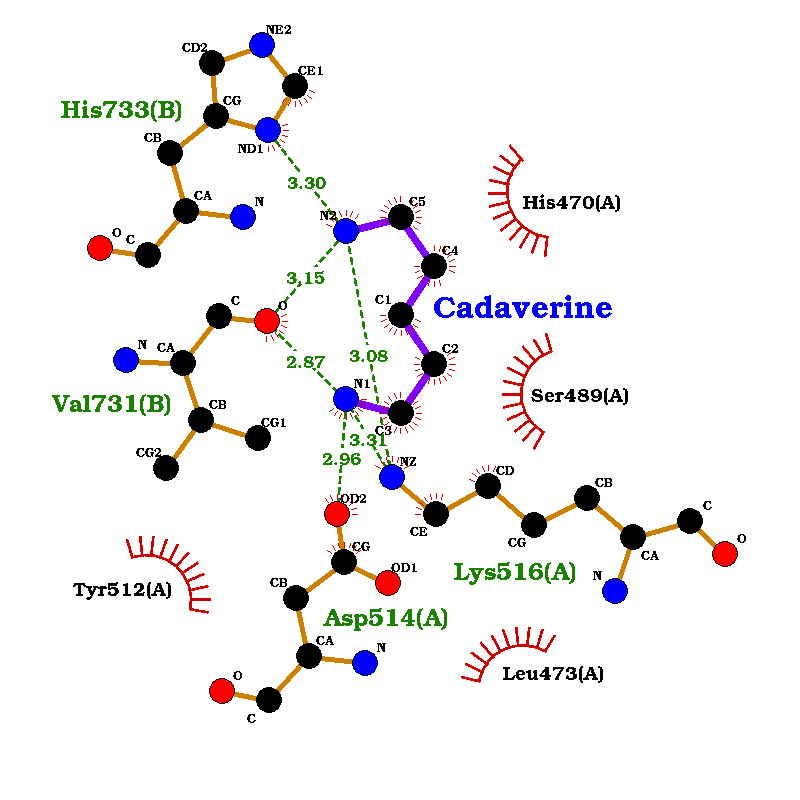 NE2
CD2
CE1
CG
His733(B)
CB
ND1
3.30
CA
N
N2
C5
His470(A)
O
C
C4
3.15
C
O
C1
Cadaverine
N
CA
C2
2.87
3.08
N1
Ser489(A)
Val731(B)
CB
CG1
C3
3.31
CG2
2.96
NZ
CD
CB
OD2
C
CE
CG
O
CA
CG
OD1
Lys516(A)
N
Tyr512(A)
CB
Asp514(A)
CA
N
Leu473(A)
O
C